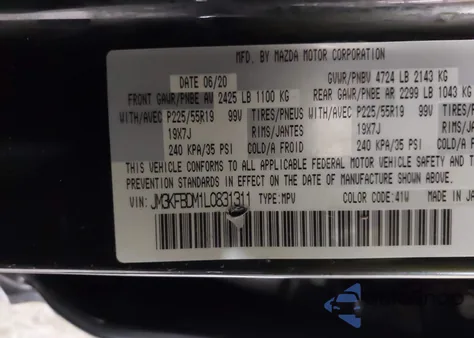 MFD. BY MAZDA MOTOR CORPORATION
DATE 06/20 GVWR/PNBV 4724 LB 2143 KG
FRONT GAWR/PNBE AV 2425 LB 1100 KG REAR GAWR/PNBE AR 2299 LB 1043 KG
WITH/AVEC P225/55R19 99V TIRES/PNEUS WITH/AVEC P225/55R19 99V TIRES/PNEUS
19X7J RIMS/JANTES 19X7J RIMS/JANTES
240 KPA/35 PSI COLD/A FROID 240 KPA/35 PSI COLD/A FROID
THIS VEHICLE CONFORMS TO ALL APPLICABLE FEDERAL MOTOR VEHICLE SAFETY
PREVENTION STANDARDS IN EFFECT ON THE DATE OF MANUFACTURE SHOWN
VIN: JM3KFBDM1L0831311 TYPE:MPV COLOR CODE:41W MADE IN